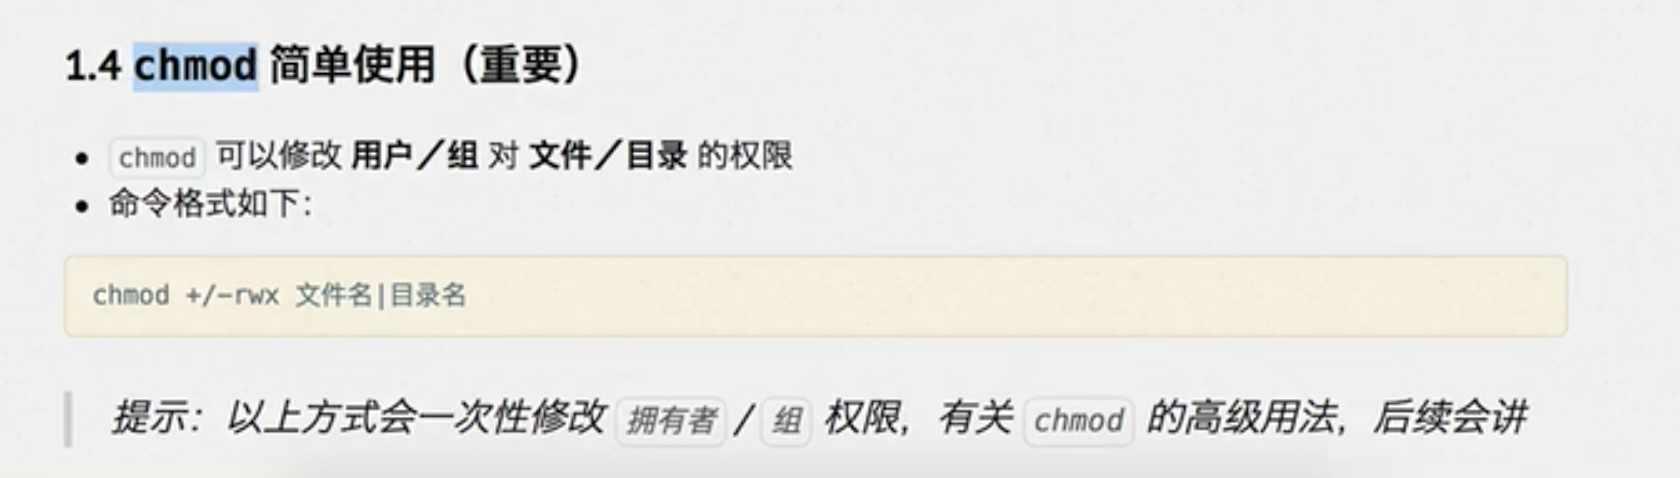 1.4 chmod 简单使用（重要）
chmod 可以修改 用户／组 对 文件／目录 的权限
命令格式如下：
chmod +/-rwx 文件名|目录名
提示：以上方式会一次性修改 拥有者 / 组 权限，有关 chmod 的高级用法，后续会讲